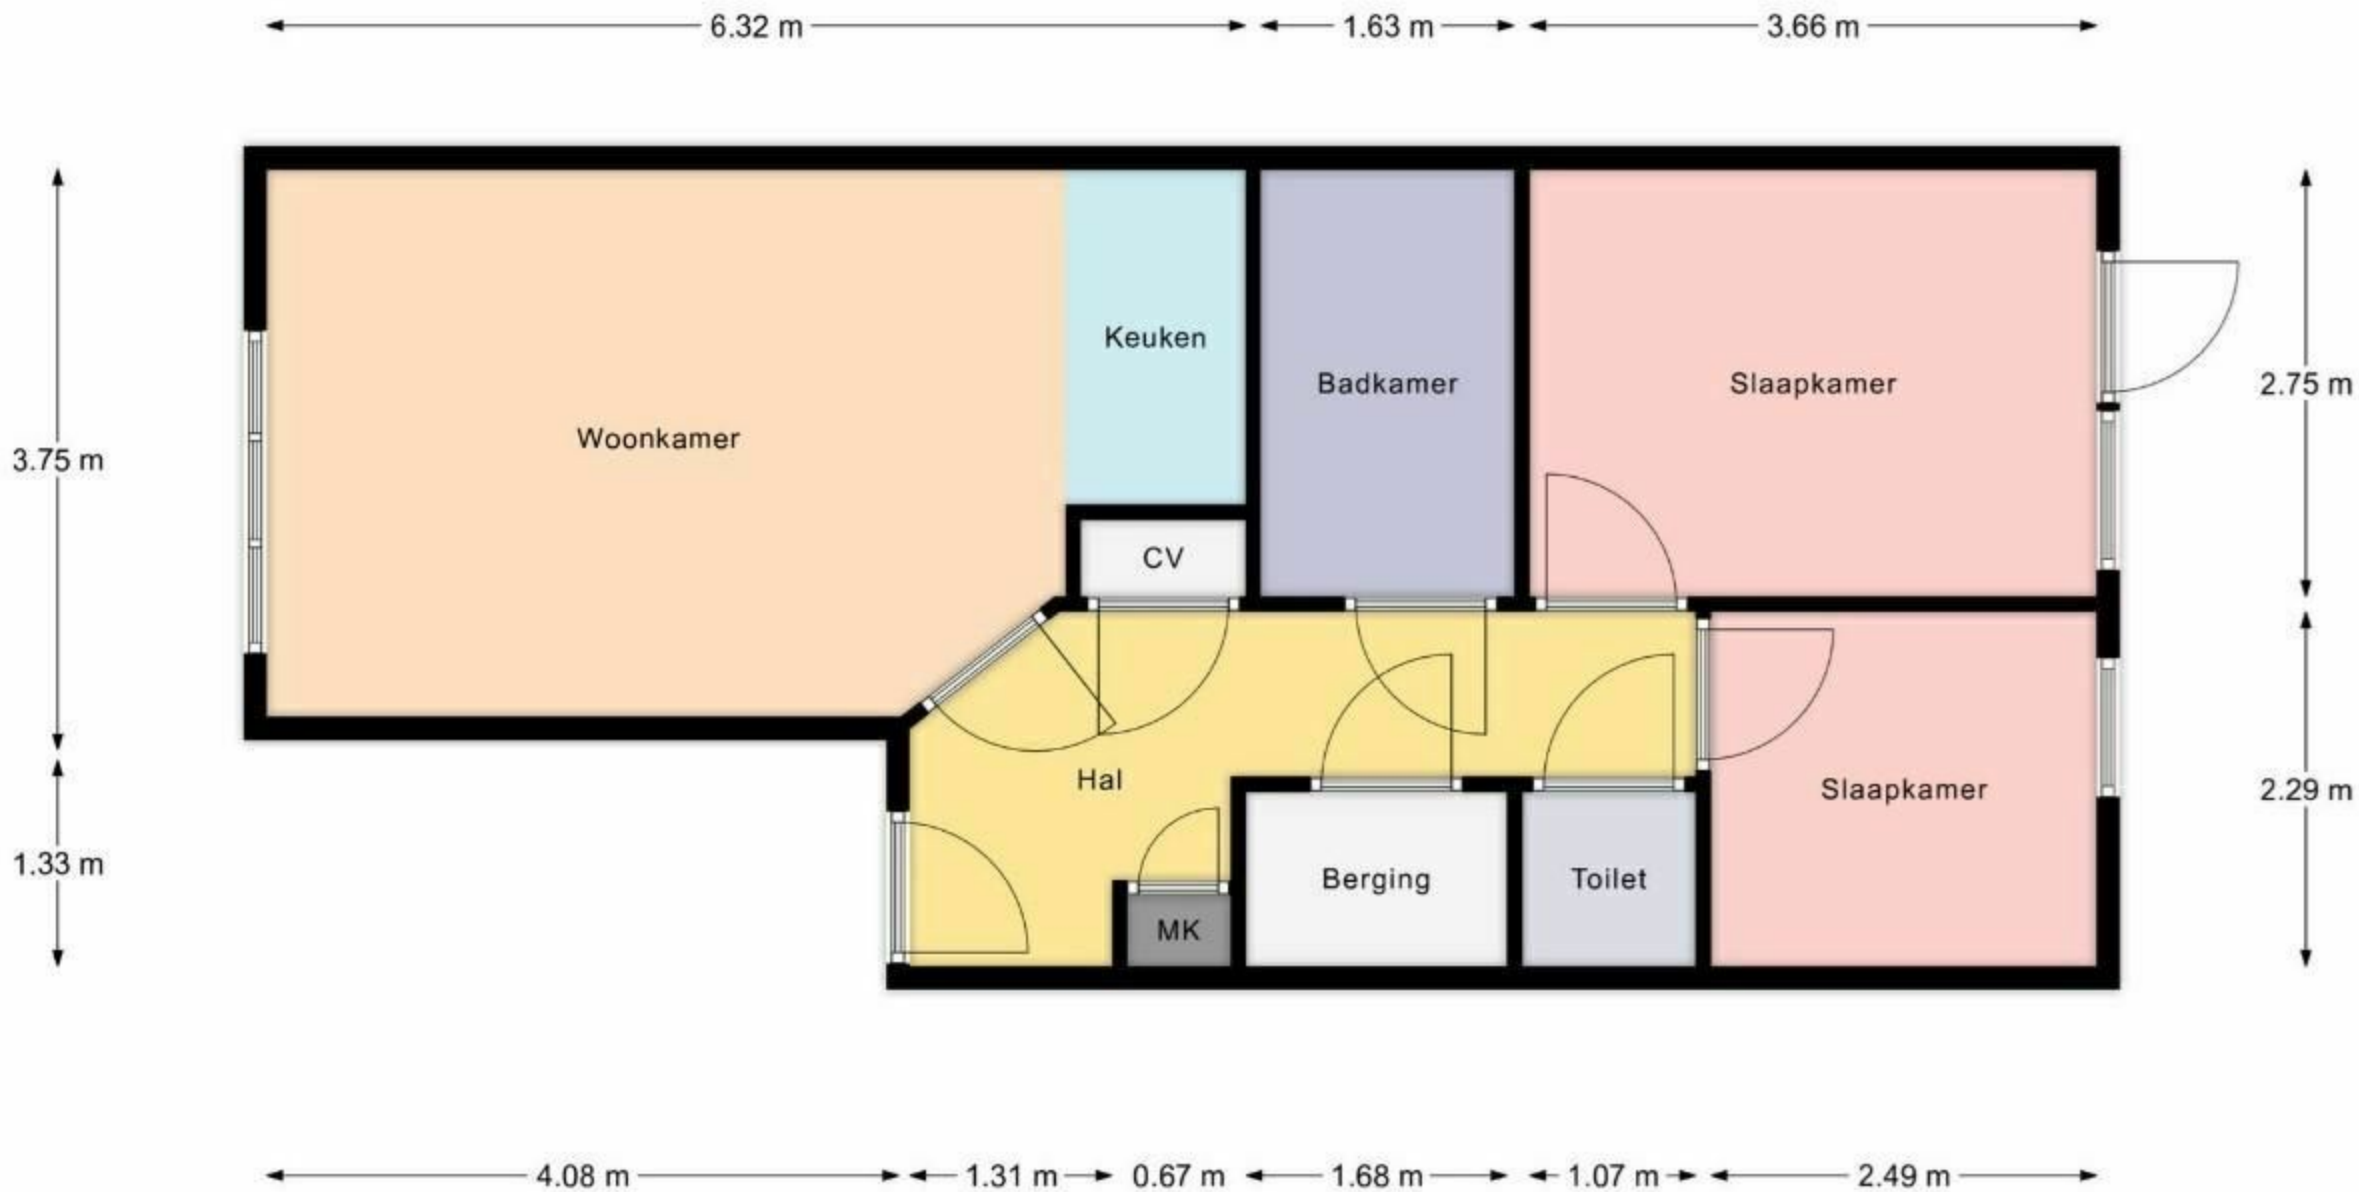 6.32 m
1.63 m
3.66 m
Keuken
Badkamer
Slaapkamer
2.75 m
Woonkamer
3.75 m
CV
Hal
Slaapkamer
2.29 m
1.33 m
Berging
Toilet
MK
4.08 m
1.31 m
0.67 m
1.68 m
1.07 m
2.49 m